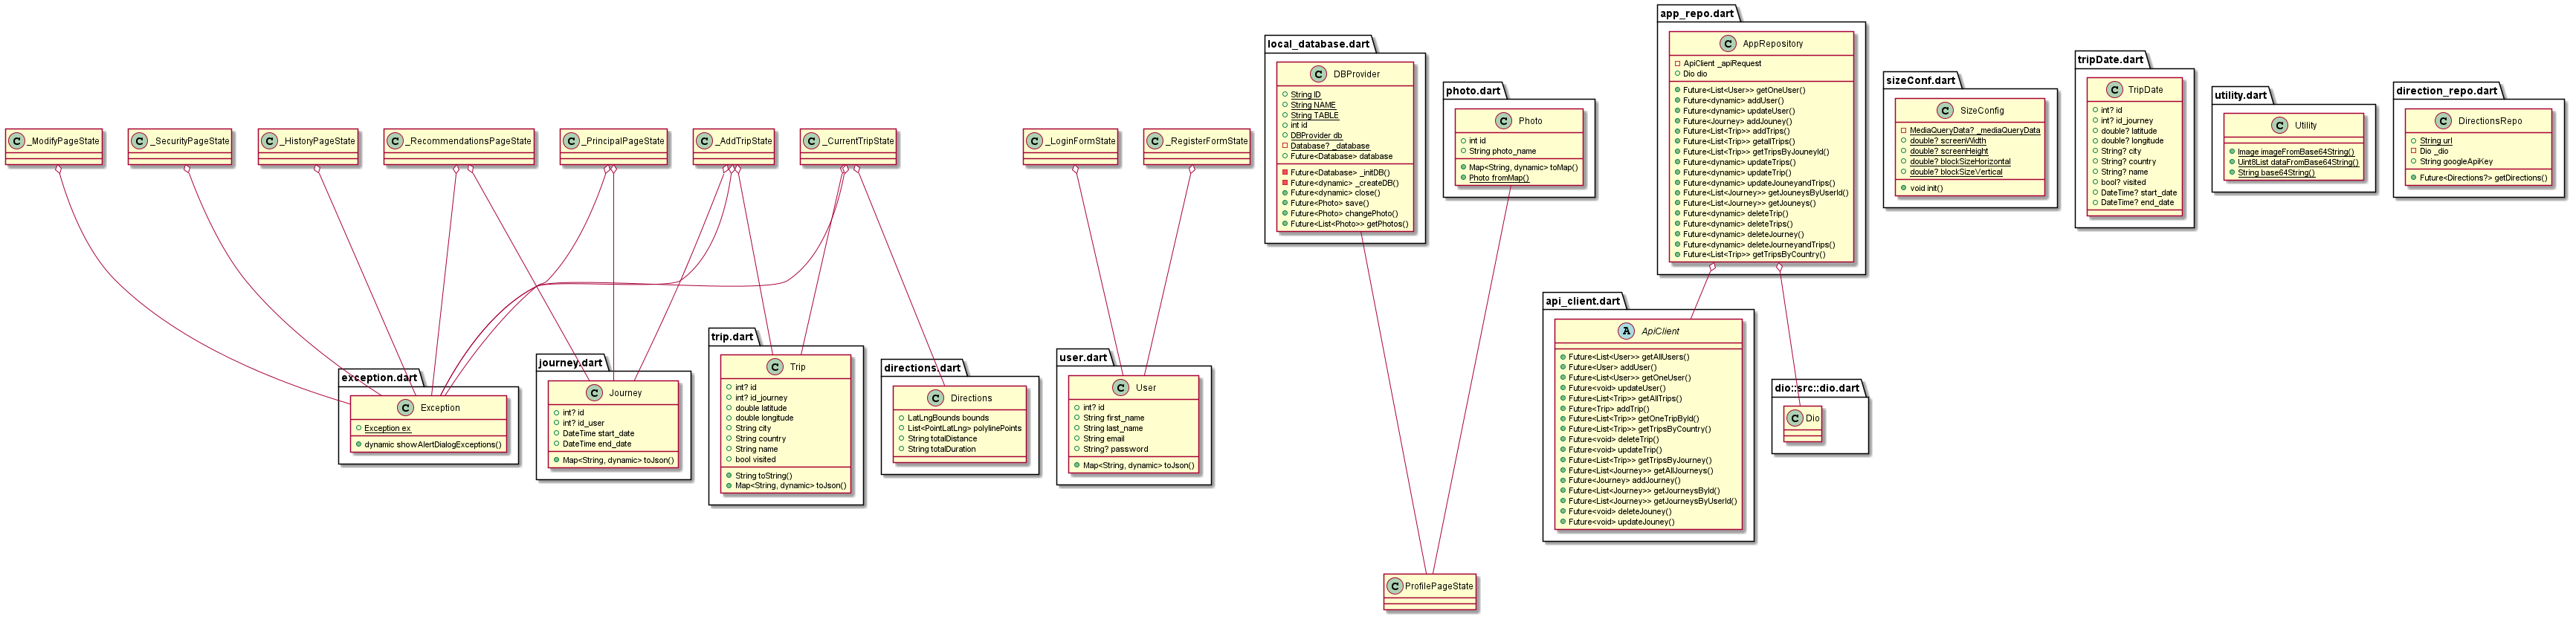 _ModifyPageState
_SecurityPageState
_HistoryPageState
_RecommendationsPageState
_PrincipalPageState
_AddTripState
_CurrentTripState
_LoginFormState
_RegisterFormState
local_database.dart
DBProvider
String ID
String NAME
String TABLE
int id
DBProvider db
Database? _database
Future<Database> database
Future<Database> _initDB()
Future<dynamic> _createDB()
Future<dynamic> close()
Future<Photo> save()
Future<Photo> changePhoto()
Future<List<Photo>> getPhotos()
photo.dart
Photo
int id
String photo_name
Map<String, dynamic> toMap()
Photo fromMap()
app_repo.dart
AppRepository
ApiClient _apiRequest
Dio dio
Future<List<User>> getOneUser()
Future<dynamic> addUser()
Future<dynamic> updateUser()
Future<Journey> addJouney()
Future<List<Trip>> addTrips()
Future<List<Trip>> getallTrips()
Future<List<Trip>> getTripsByJouneyId()
Future<dynamic> updateTrips()
Future<dynamic> updateTrip()
Future<dynamic> updateJouneyandTrips()
Future<List<Journey>> getJouneysByUserId()
Future<List<Journey>> getJouneys()
Future<dynamic> deleteTrip()
Future<dynamic> deleteTrips()
Future<dynamic> deleteJourney()
Future<dynamic> deleteJourneyandTrips()
Future<List<Trip>> getTripsByCountry()
sizeConf.dart
SizeConfig
MediaQueryData? _mediaQueryData
double? screenWidth
double? screenHeight
double? blockSizeHorizontal
double? blockSizeVertical
void init()
tripDate.dart
TripDate
int? id
int? id_journey
double? latitude
double? longitude
String? city
String? country
String? name
bool? visited
DateTime? start_date
DateTime? end_date
utility.dart
Utility
Image imageFromBase64String()
Uint8List dataFromBase64String()
String base64String()
direction_repo.dart
DirectionsRepo
String url
Dio _dio
String googleApiKey
Future<Directions?> getDirections()
exception.dart
Exception
Exception ex
dynamic showAlertDialogExceptions()
journey.dart
Journey
int? id
int? id_user
DateTime start_date
DateTime end_date
Map<String, dynamic> toJson()
trip.dart
Trip
int? id
int? id_journey
double latitude
double longitude
String city
String country
String name
bool visited
String toString()
Map<String, dynamic> toJson()
directions.dart
Directions
LatLngBounds bounds
List<PointLatLng> polylinePoints
String totalDistance
String totalDuration
user.dart
User
int? id
String first_name
String last_name
String email
String? password
Map<String, dynamic> toJson()
api_client.dart
ApiClient
Future<List<User>> getAllUsers()
Future<User> addUser()
Future<List<User>> getOneUser()
Future<void> updateUser()
Future<List<Trip>> getAllTrips()
Future<Trip> addTrip()
Future<List<Trip>> getOneTripById()
Future<List<Trip>> getTripsByCountry()
Future<void> deleteTrip()
Future<void> updateTrip()
Future<List<Trip>> getTripsByJourney()
Future<List<Journey>> getAllJourneys()
Future<Journey> addJourney()
Future<List<Journey>> getJourneysById()
Future<List<Journey>> getJourneysByUserId()
Future<void> deleteJouney()
Future<void> updateJouney()
dio::src::dio.dart
Dio
ProfilePageState